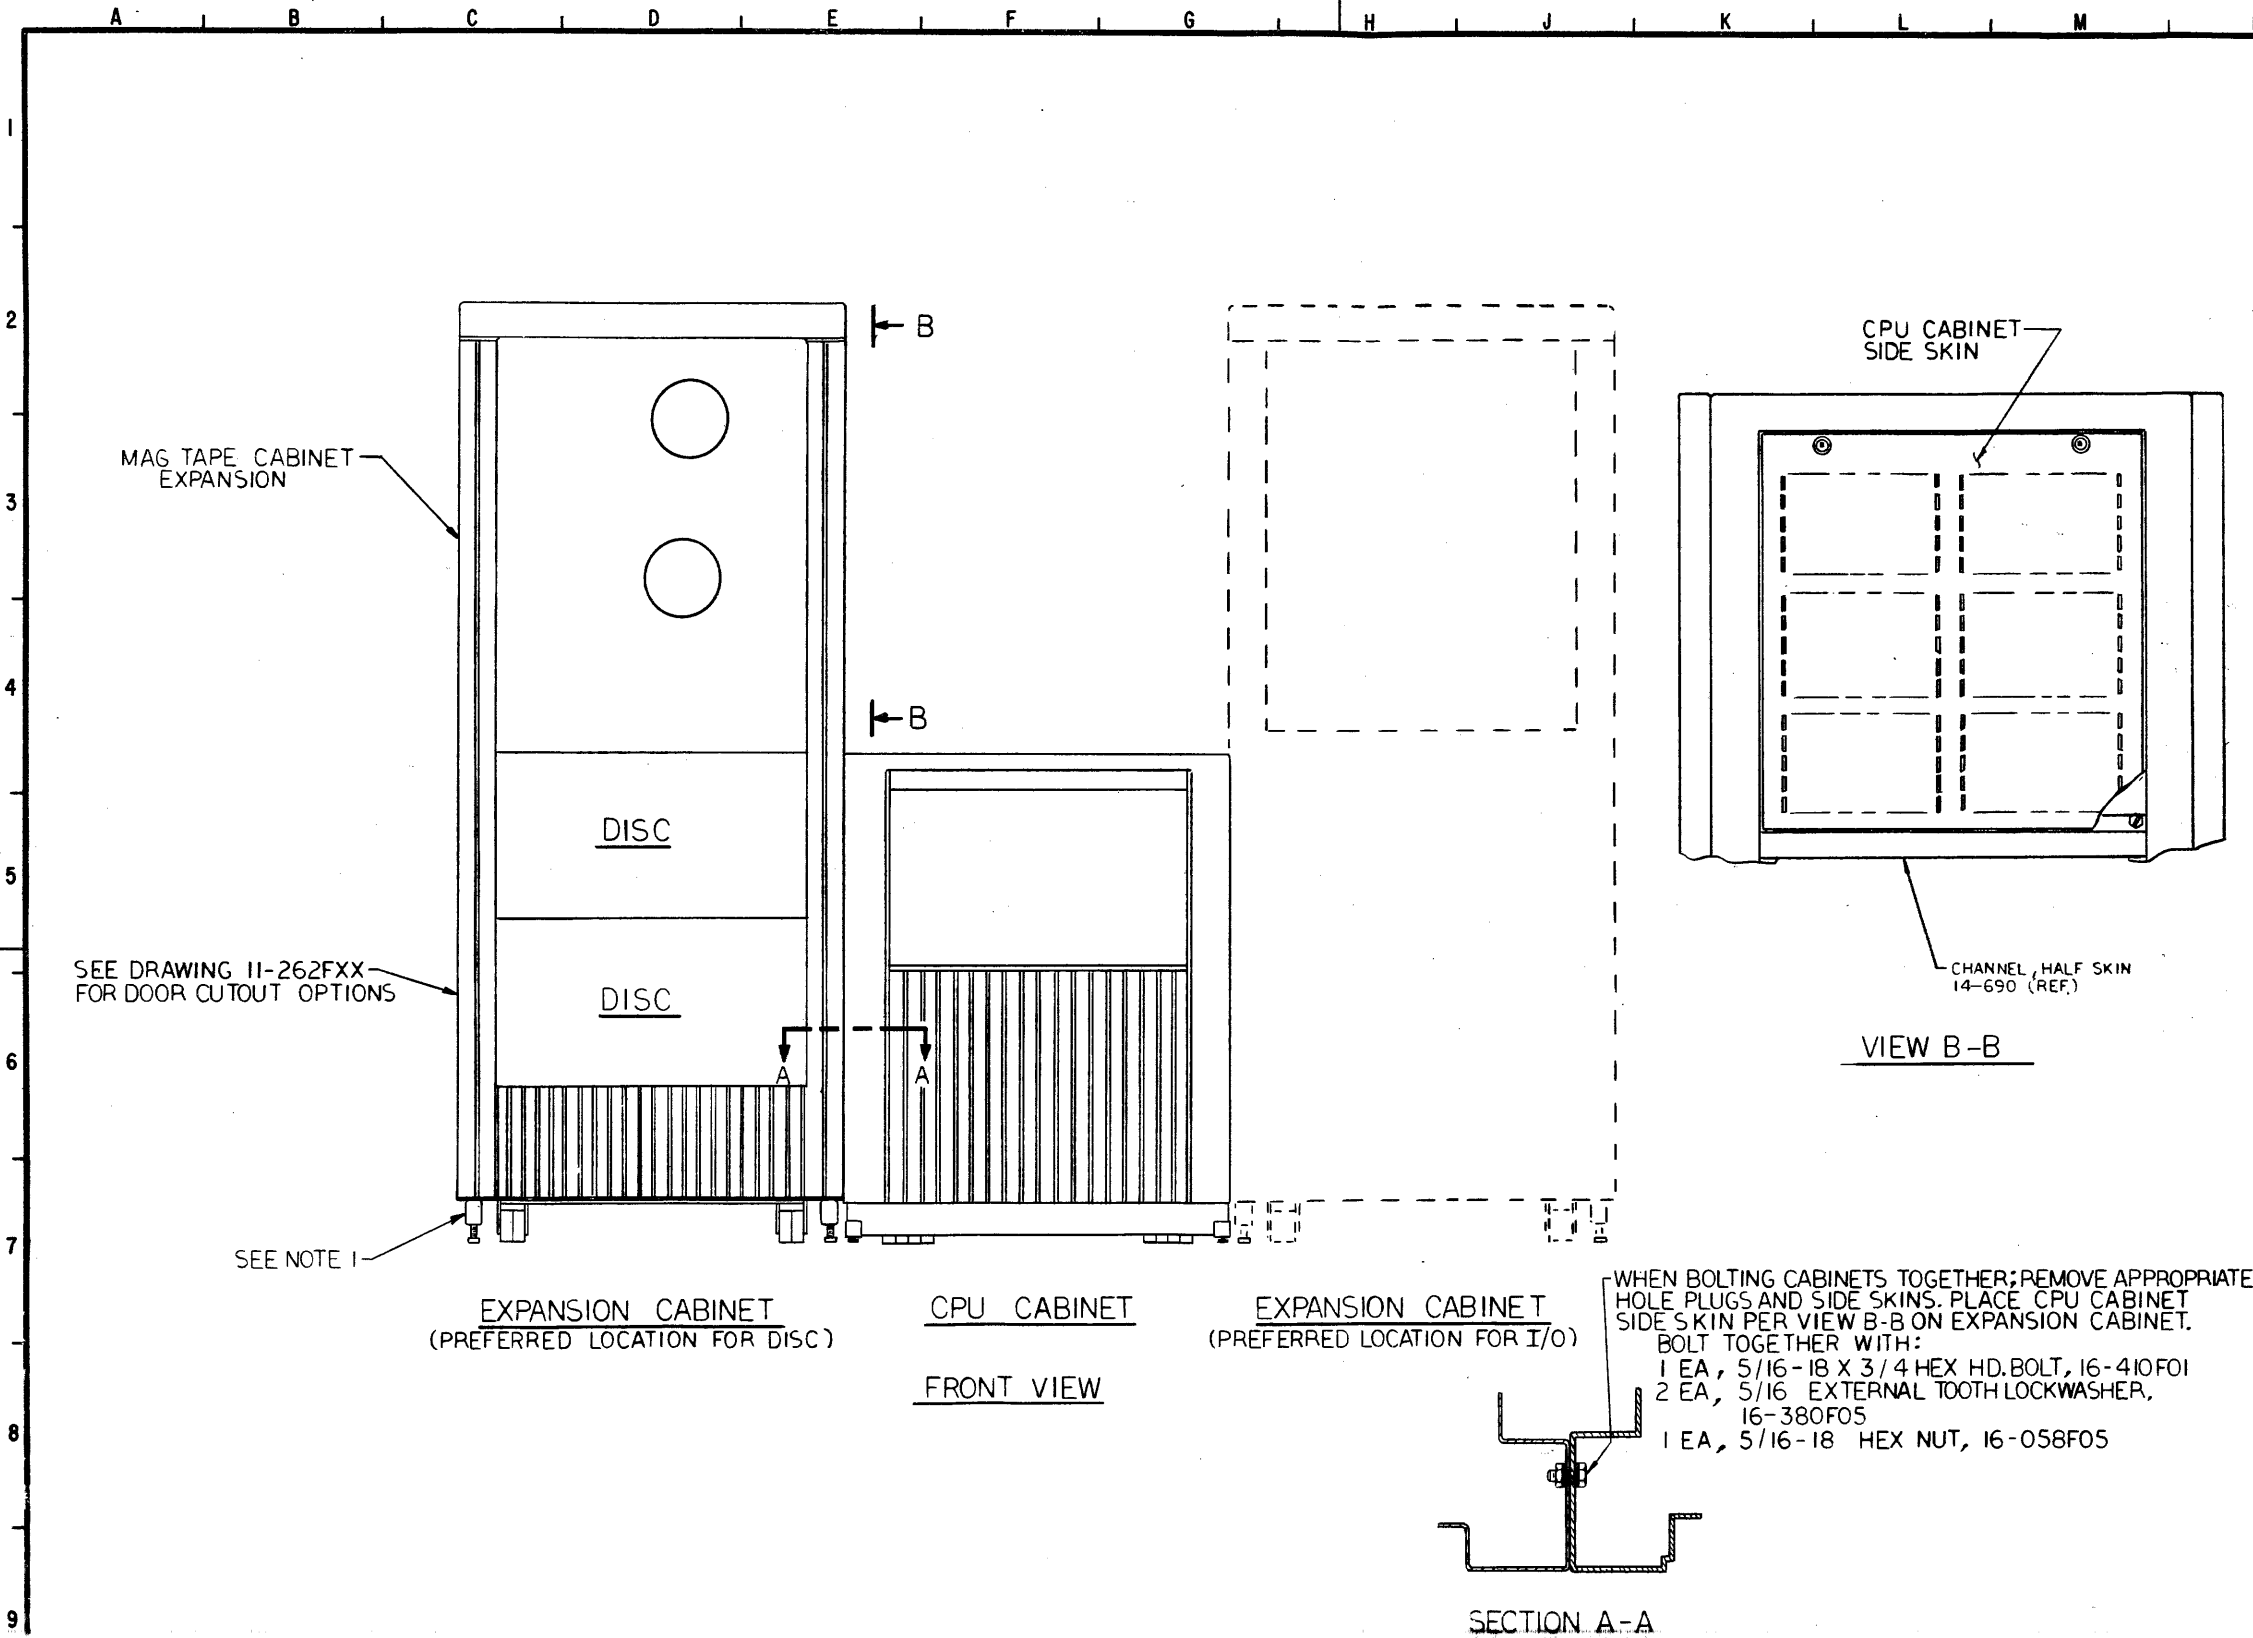 A B C D E F G H J K L M
1
2
3
4
5
6
7
8
9
B
B
CPU CABINET
SIDE SKIN
MAG TAPE CABINET
EXPANSION
DISC
SEE DRAWING 11-262FXX
FOR DOOR CUTOUT OPTIONS
DISC
A A
CHANNEL, HALF SKIN
14-690 (REF.)
VIEW B-B
SEE NOTE 1
EXPANSION CABINET
(PREFERRED LOCATION FOR DISC)
CPU CABINET
EXPANSION CABINET
(PREFERRED LOCATION FOR I/O)
FRONT VIEW
WHEN BOLTING CABINETS TOGETHER; REMOVE APPROPRIATE
HOLE PLUGS AND SIDE SKINS. PLACE CPU CABINET
SIDE SKIN PER VIEW B-B ON EXPANSION CABINET.
BOLT TOGETHER WITH:
1 EA, 5/16-18 X 3/4 HEX HD. BOLT, 16-410F01
2 EA, 5/16 EXTERNAL TOOTH LOCKWASHER,
16-380F05
1 EA, 5/16-18 HEX NUT, 16-058F05
SECTION A-A